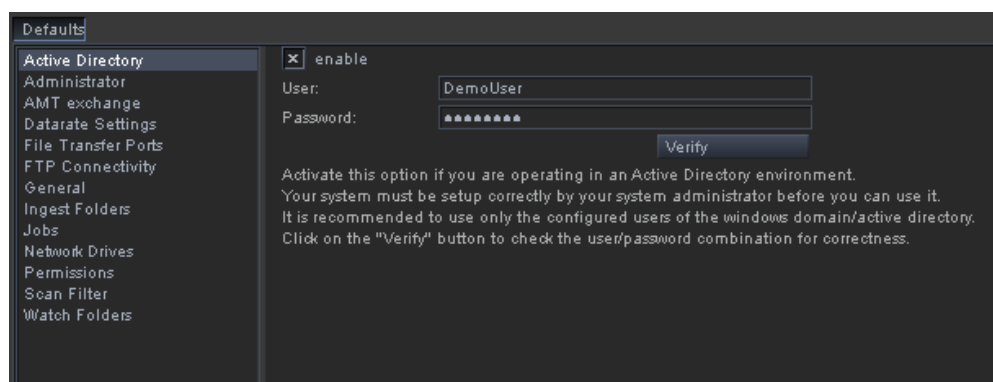 Defaults
Active Directory
Administrator
AMT exchange
Datarate Settings
File Transfer Ports
FTP Connectivity
General
Ingest Folders
Jobs
Network Drives
Permissions
Scan Filter
Watch Folders
x enable
User: DemoUser
Password:
Verify
Activate this option if you are operating in an Active Directory environment.
Your system must be setup correctly by your system administrator before you can use it.
It is recommended to use only the configured users of the windows domain/active directory.
Click on the "Verify" button to check the user/password combination for correctness.